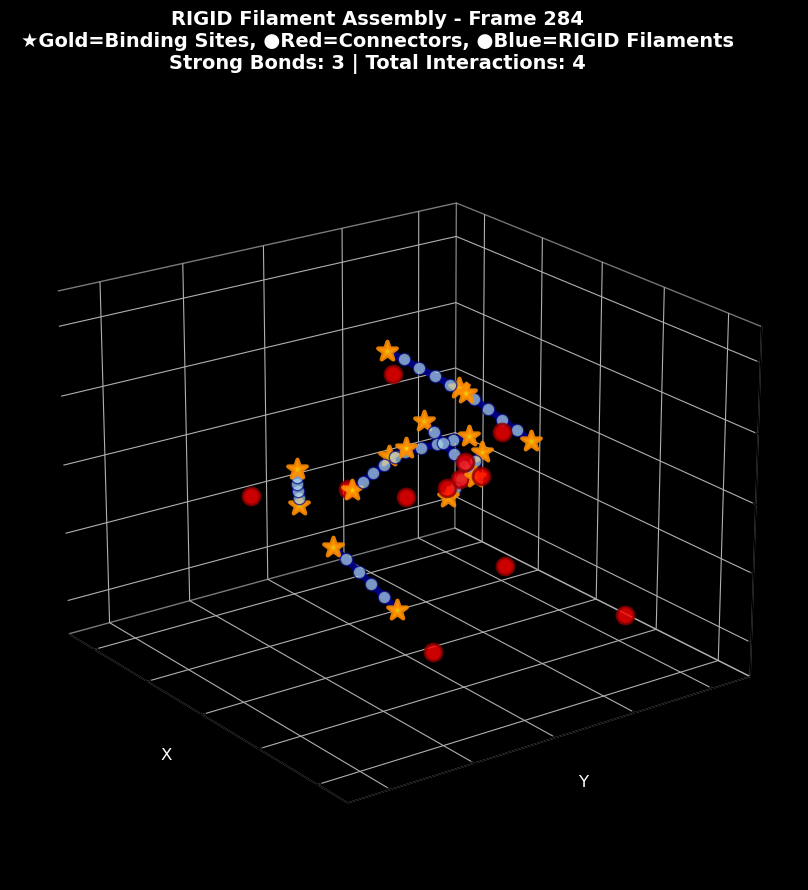 RIGID Filament Assembly - Frame 284
★Gold=Binding Sites, ●Red=Connectors, ●Blue=RIGID Filaments
Strong Bonds: 3 | Total Interactions: 4
X
Y